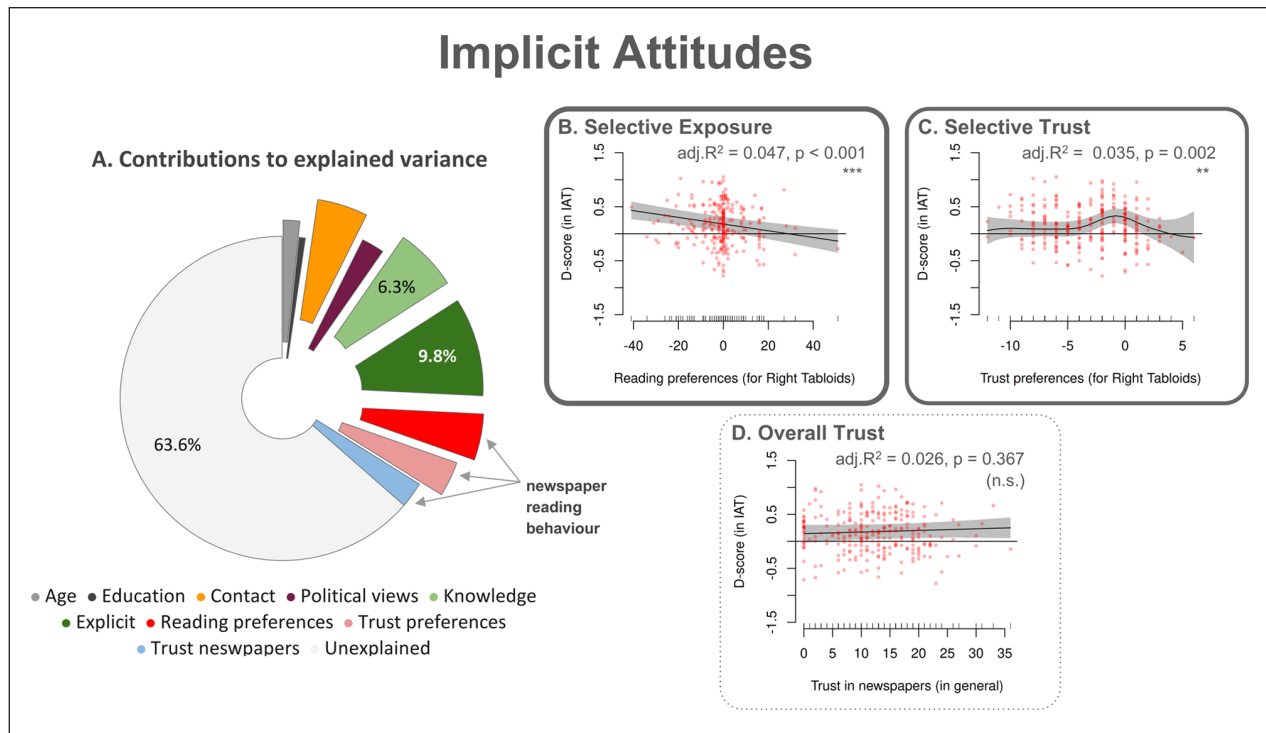 Implicit Attitudes
A. Contributions to explained variance
6.3%
9.8%
63.6%
newspaper
reading
behaviour
Age Education Contact Political views Knowledge
Explicit Reading preferences Trust preferences
Trust neswpapers Unexplained
B. Selective Exposure
adj.R² = 0.047, p < 0.001
***
D-score (in IAT)
1.5
0.5
-0.5
-1.5
-40 -20 0 20 40
Reading preferences (for Right Tabloids)
C. Selective Trust
adj.R² = 0.035, p = 0.002
**
D-score (in IAT)
1.5
0.5
-0.5
-1.5
-10 -5 0 5
Trust preferences (for Right Tabloids)
D. Overall Trust
adj.R² = 0.026, p = 0.367
(n.s.)
D-score (in IAT)
1.5
0.5
-0.5
-1.5
0 5 10 15 20 25 30 35
Trust in newspapers (in general)